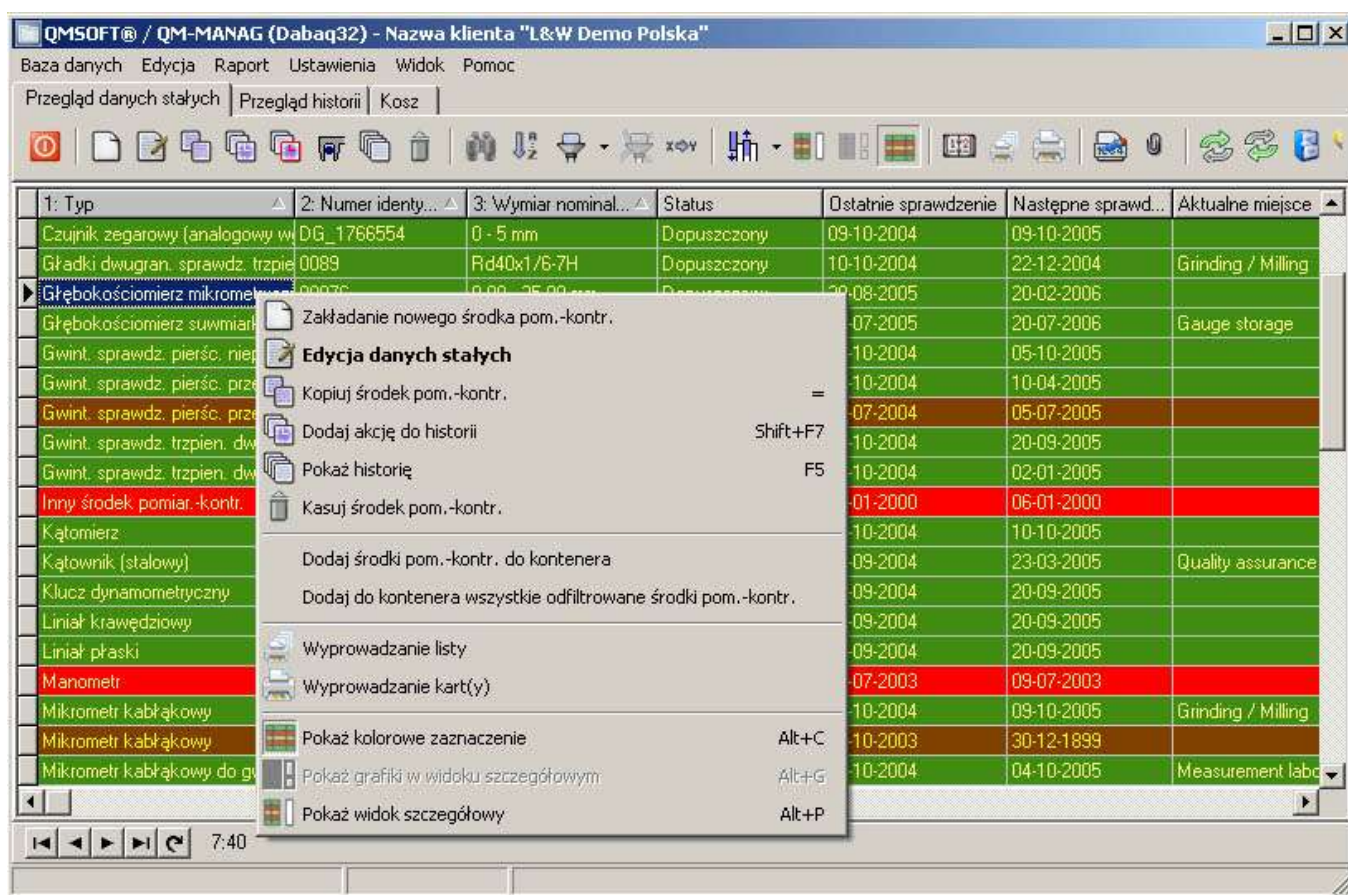 QMSOFT® / QM-MANAG (Dabaq32) - Nazwa klienta "L&W Demo Polska"
Baza danych Edycja Raport Ustawienia Widok Pomoc
Przegląd danych stałych Przegląd historii Kosz
1: Typ 2: Numer identy... 3: Wymiar nominal... Status Ostatnie sprawdzenie Następne sprawd... Aktualne miejsce
Czujnik zegarowy (analogowy DG_1766554 0 - 5 mm Dopuszczony 09-10-2004 09-10-2005
Gładki dwugran. sprawdz. trzpie 0089 Rd40x1/6-7H Dopuszczony 10-10-2004 22-12-2004 Grinding / Milling
Głębokościomierz 08-2005 20-02-2006
Głębokościomierz -07-2005 20-07-2006 Gauge storage
Gwint. sprawdz. pierśc. -10-2004 05-10-2005
Gwint. sprawdz. pierśc. -10-2004 10-04-2005
Gwint. sprawdz. pierśc. -07-2004 05-07-2005
Gwint. sprawdz. trzpien. -10-2004 20-09-2005
Gwint. sprawdz. trzpien. -10-2004 02-01-2005
Inny środek pomiar.-kontr. -01-2000 06-01-2000
Kątomierz -10-2004 10-10-2005
Kątownik (stalowy) -09-2004 23-03-2005 Quality assurance
Klucz dynamometryczny -09-2004 20-09-2005
Liniał krawędziowy -09-2004 20-09-2005
Liniał płaski -09-2004 20-09-2005
Manometr -07-2003 09-07-2003
Mikrometr kabłąkowy -10-2004 09-10-2005 Grinding / Milling
Mikrometr kabłąkowy -10-2003 30-12-1899
Mikrometr kabłąkowy do -10-2004 04-10-2005 Measurement
Zakładanie nowego środka pom.-kontr.
Edycja danych stałych
Kopiuj środek pom.-kontr. =
Dodaj akcję do historii Shift+F7
Pokaż historię F5
Kasuj środek pom.-kontr.
Dodaj środki pom.-kontr. do kontenera
Dodaj do kontenera wszystkie odfiltrowane środki pom.-kontr.
Wyprowadzanie listy
Wyprowadzanie kart(y)
Pokaż kolorowe zaznaczenie Alt+C
Pokaż grafiki w widoku szczegółowym Alt+G
Pokaż widok szczegółowy Alt+P
7:40